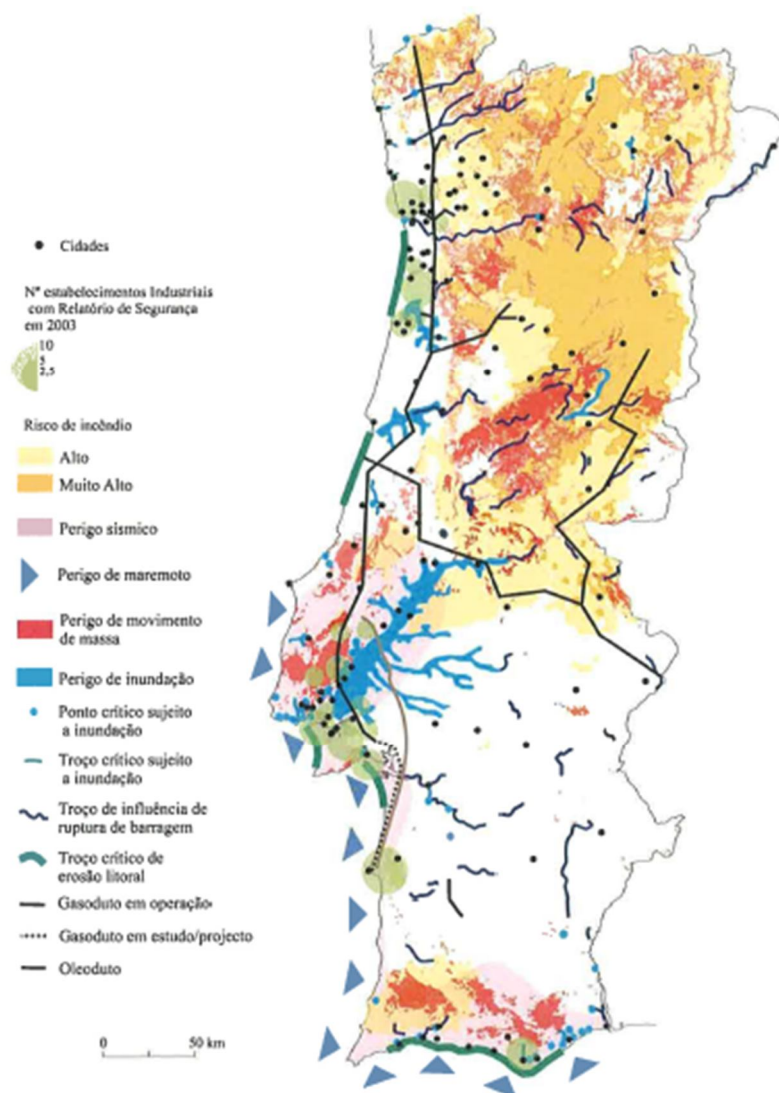 Cidades
Nº estabelecimentos Industriais
com Relatório de Segurança
em 2003
10
5
2,5
Risco de incêndio
Alto
Muito Alto
Perigo sísmico
Perigo de maremoto
Perigo de movimento
de massa
Perigo de inundação
Ponto crítico sujeito
a inundação
Troço crítico sujeito
a inundação
Troço de influência de
ruptura de barragem
Troço crítico de
erosão litoral
Gasoduto em operação
Gasoduto em estudo/projecto
Oleoduto
0
50 km